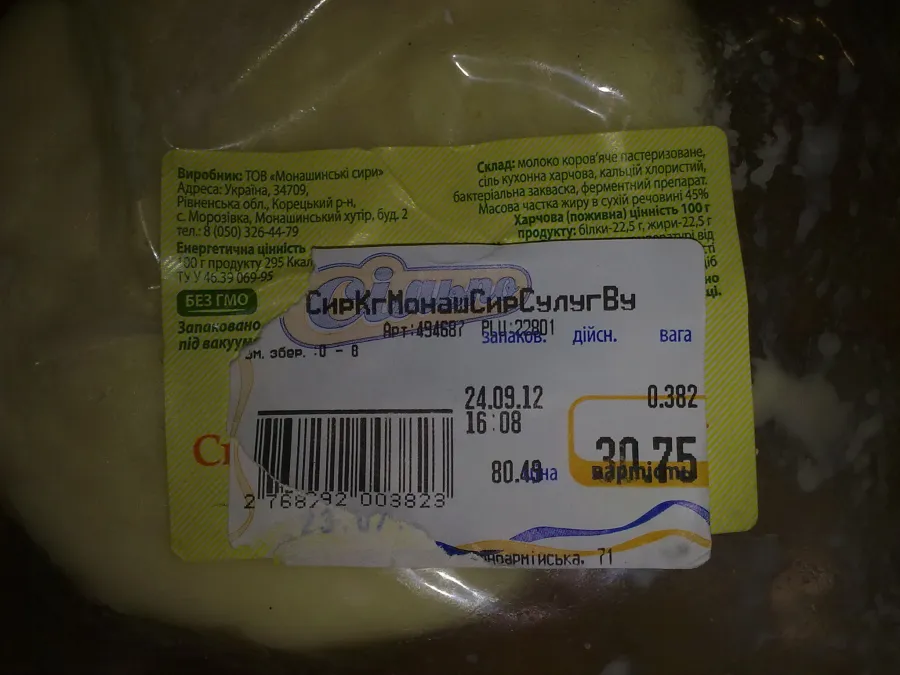 Виробник: ТОВ «Монашинські сири»
Адреса: Україна, 34709,
Рівненська обл., Корецький р-н,
с. Морозівка, Монашинський хутір, буд. 2
тел.: 8 (050) 326-44-79
Енергетична цінність
100 г продукту 295 Ккал
ТУ У 46.39 069-95
БЕЗ ГМО
Запаковано
під вакуум
Склад: молоко коров'яче пастеризоване,
сіль кухонна харчова, кальцій хлористий,
бактеріальна закваска, ферментний препарат.
Масова частка жиру в сухій речовині 45%
Харчова (поживна) цінність 100 г
продукту: білки-22,5 г, жири-22,5 г
Сільпо
СирКгМонашСирСулугВу
Арт:494687 PLU:22801
запаков. дійсн. вага
збер. :0 - 8
24.09.12 0.382
16:08
80.49 ціна 30.75
вартість
2 768292 003823
71